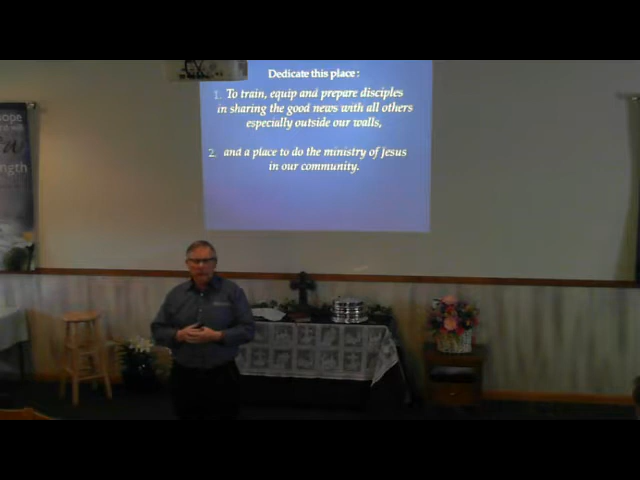 Dedicate this place :
1. To train, equip and prepare disciples
in sharing the good news with all others
especially outside our walls,
2. and a place to do the ministry of Jesus
in our community.